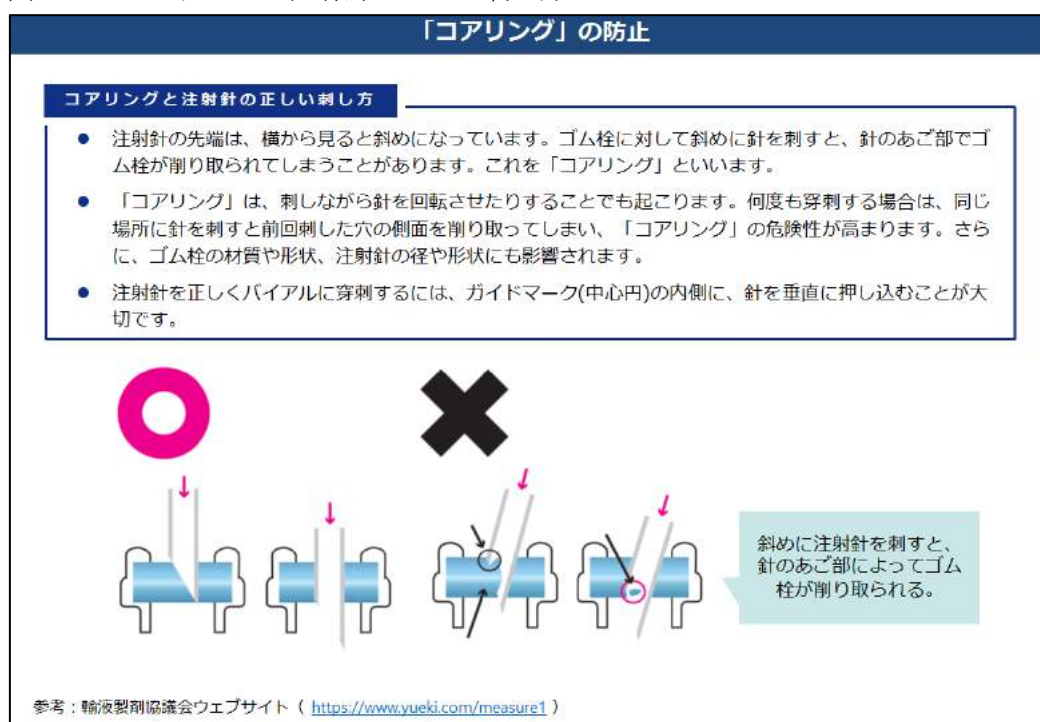 「コアリング」の防止
コアリングと注射針の正しい刺し方
● 注射針の先端は、横から見ると斜めになっています。ゴム栓に対して斜めに針を刺すと、針のあご部でゴ
ム栓が削り取られてしまうことがあります。これを「コアリング」といいます。
● 「コアリング」は、刺しながら針を回転させたりすることでも起こります。何度も穿刺する場合は、同じ
場所に針を刺すと前回刺した穴の側面を削り取ってしまい、「コアリング」の危険性が高まります。さら
に、ゴム栓の材質や形状、注射針の径や形状にも影響されます。
● 注射針を正しくバイアルに穿刺するには、ガイドマーク(中心円)の内側に、針を垂直に押し込むことが大
切です。
斜めに注射針を刺すと、
針のあご部によってゴム
栓が削り取られる。
参考：輸液製剤協議会ウェブサイト（ https://www.yueki.com/measure1 ）